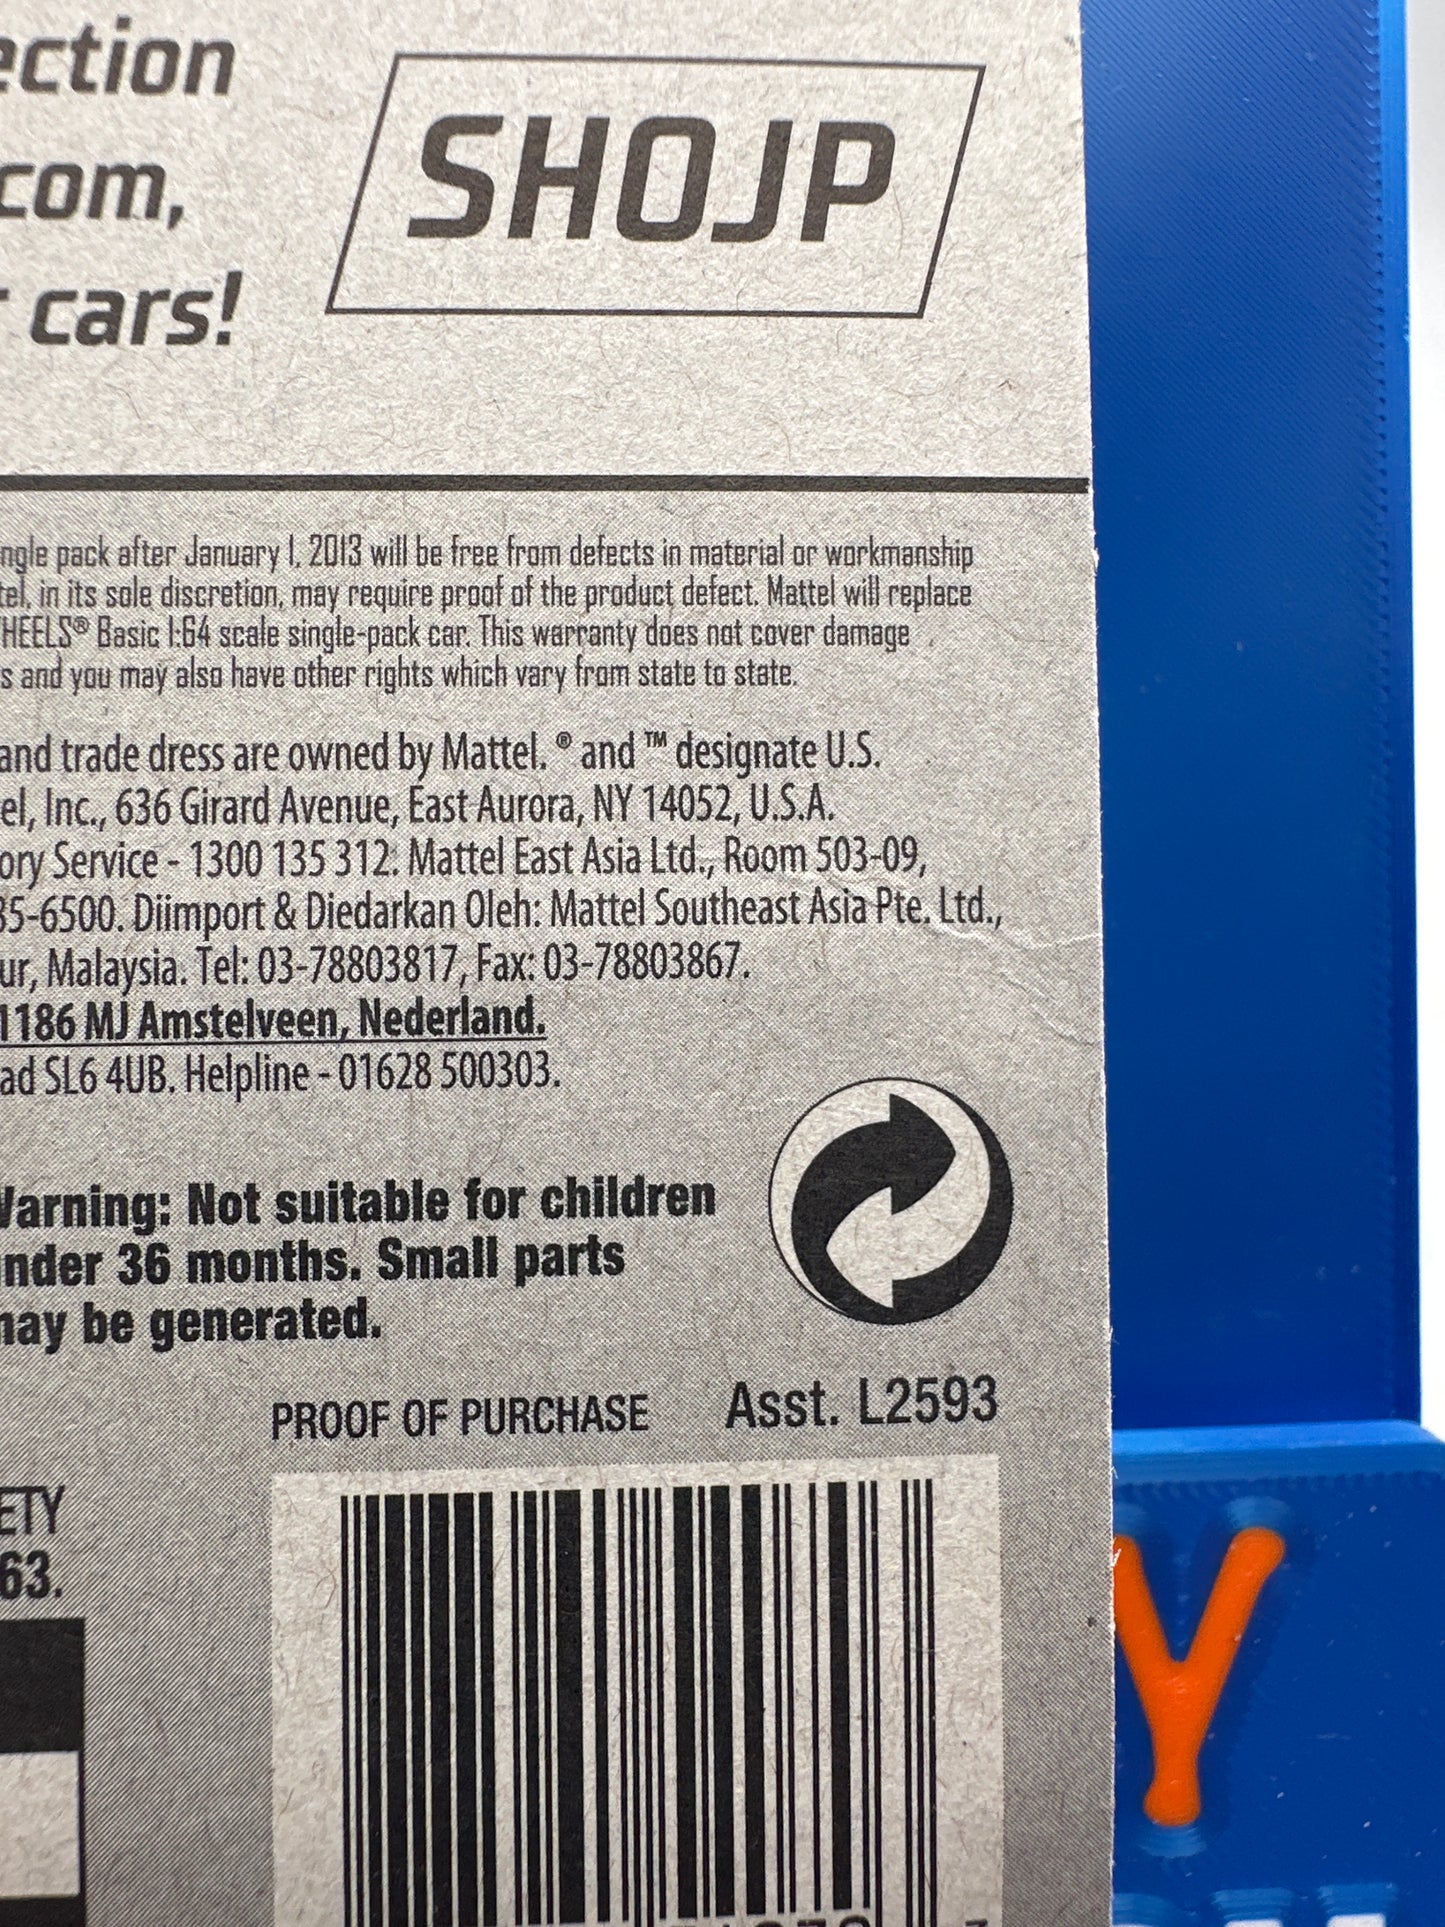 ection
com,
cars!
SHOJP
ngle pack after January 1, 2013 will be free from defects in material or workmanship
tel, in its sole discretion, may require proof of the product defect. Mattel will replace
HEELS® Basic 1:64 scale single-pack car. This warranty does not cover damage
s and you may also have other rights which vary from state to state.
and trade dress are owned by Mattel. ® and ™ designate U.S.
el, Inc., 636 Girard Avenue, East Aurora, NY 14052, U.S.A.
ory Service - 1300 135 312. Mattel East Asia Ltd., Room 503-09,
35-6500. Diimport & Diedarkan Oleh: Mattel Southeast Asia Pte. Ltd.,
ur, Malaysia. Tel: 03-78803817, Fax: 03-78803867.
1186 MJ Amstelveen, Nederland.
ad SL6 4UB. Helpline - 01628 500303.
Warning: Not suitable for children
nder 36 months. Small parts
may be generated.
PROOF OF PURCHASE
Asst. L2593
ETY
63.
Y